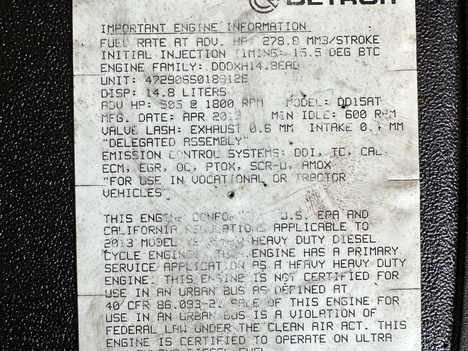 DETROIT
IMPORTANT ENGINE INFORMATION
FUEL RATE AT ADV. HP: 278.8 MM3/STROKE
INITIAL INJECTION TIMING: 15.5 DEG BTC
ENGINE FAMILY: DDDXH14.8EAD
UNIT: 472905S0189126
DISP: 14.8 LITERS
ADV HP: 505 @ 1800 RPM MODEL: DD15AT
MFG. DATE: APR 2013 MIN IDLE: 600 RPM
VALVE LASH: EXHAUST 0.6 MM INTAKE MM
"DELEGATED ASSEMBLY"
EMISSION CONTROL SYSTEMS: DDI, TC, CAC
ECM, EGR, OC, PTOX, SCR-U, AMOX
"FOR USE IN VOCATIONAL OR TRACTOR
VEHICLES"
THIS ENGINE U.S. EPA AND
CALIFORNIA REGULATIONS APPLICABLE TO
2013 MODEL HEAVY DUTY DIESEL
CYCLE ENGINES. ENGINE HAS A PRIMARY
SERVICE APPLICATION AS A HEAVY HEAVY DUTY
ENGINE. THIS ENGINE IS NOT CERTIFIED FOR
USE IN AN URBAN BUS AS DEFINED AT
40 CFR 86.093-2. SALE OF THIS ENGINE FOR
USE IN AN URBAN BUS IS A VIOLATION OF
FEDERAL LAW UNDER THE CLEAN AIR ACT. THIS
ENGINE IS CERTIFIED TO OPERATE ON ULTRA
DIESEL FUEL